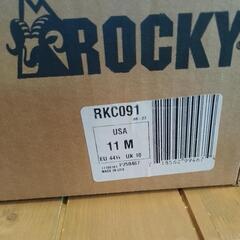 ROCKY
RKC091
USA
11 M
EU 44½ UK 10
MADE IN USA